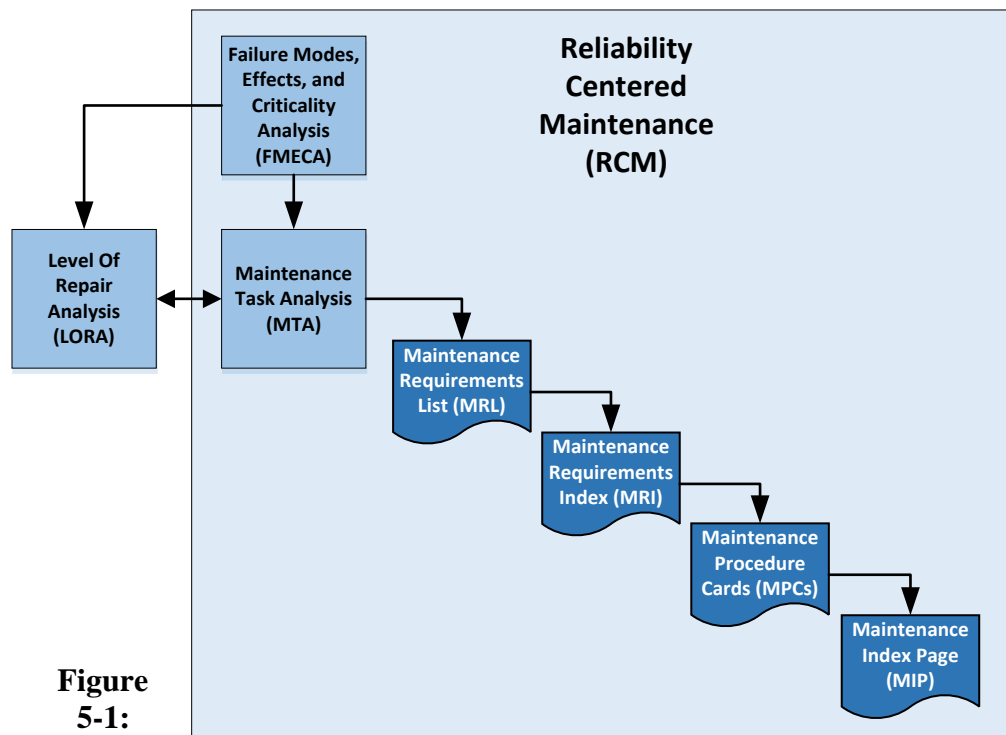 Failure Modes,
Effects, and
Criticality
Analysis
(FMECA)
Reliability
Centered
Maintenance
(RCM)
Level Of
Repair
Analysis
(LORA)
Maintenance
Task Analysis
(MTA)
Maintenance
Requirements
List (MRL)
Maintenance
Requirements
Index (MRI)
Maintenance
Procedure
Cards (MPCs)
Maintenance
Index Page
(MIP)
Figure
5-1: